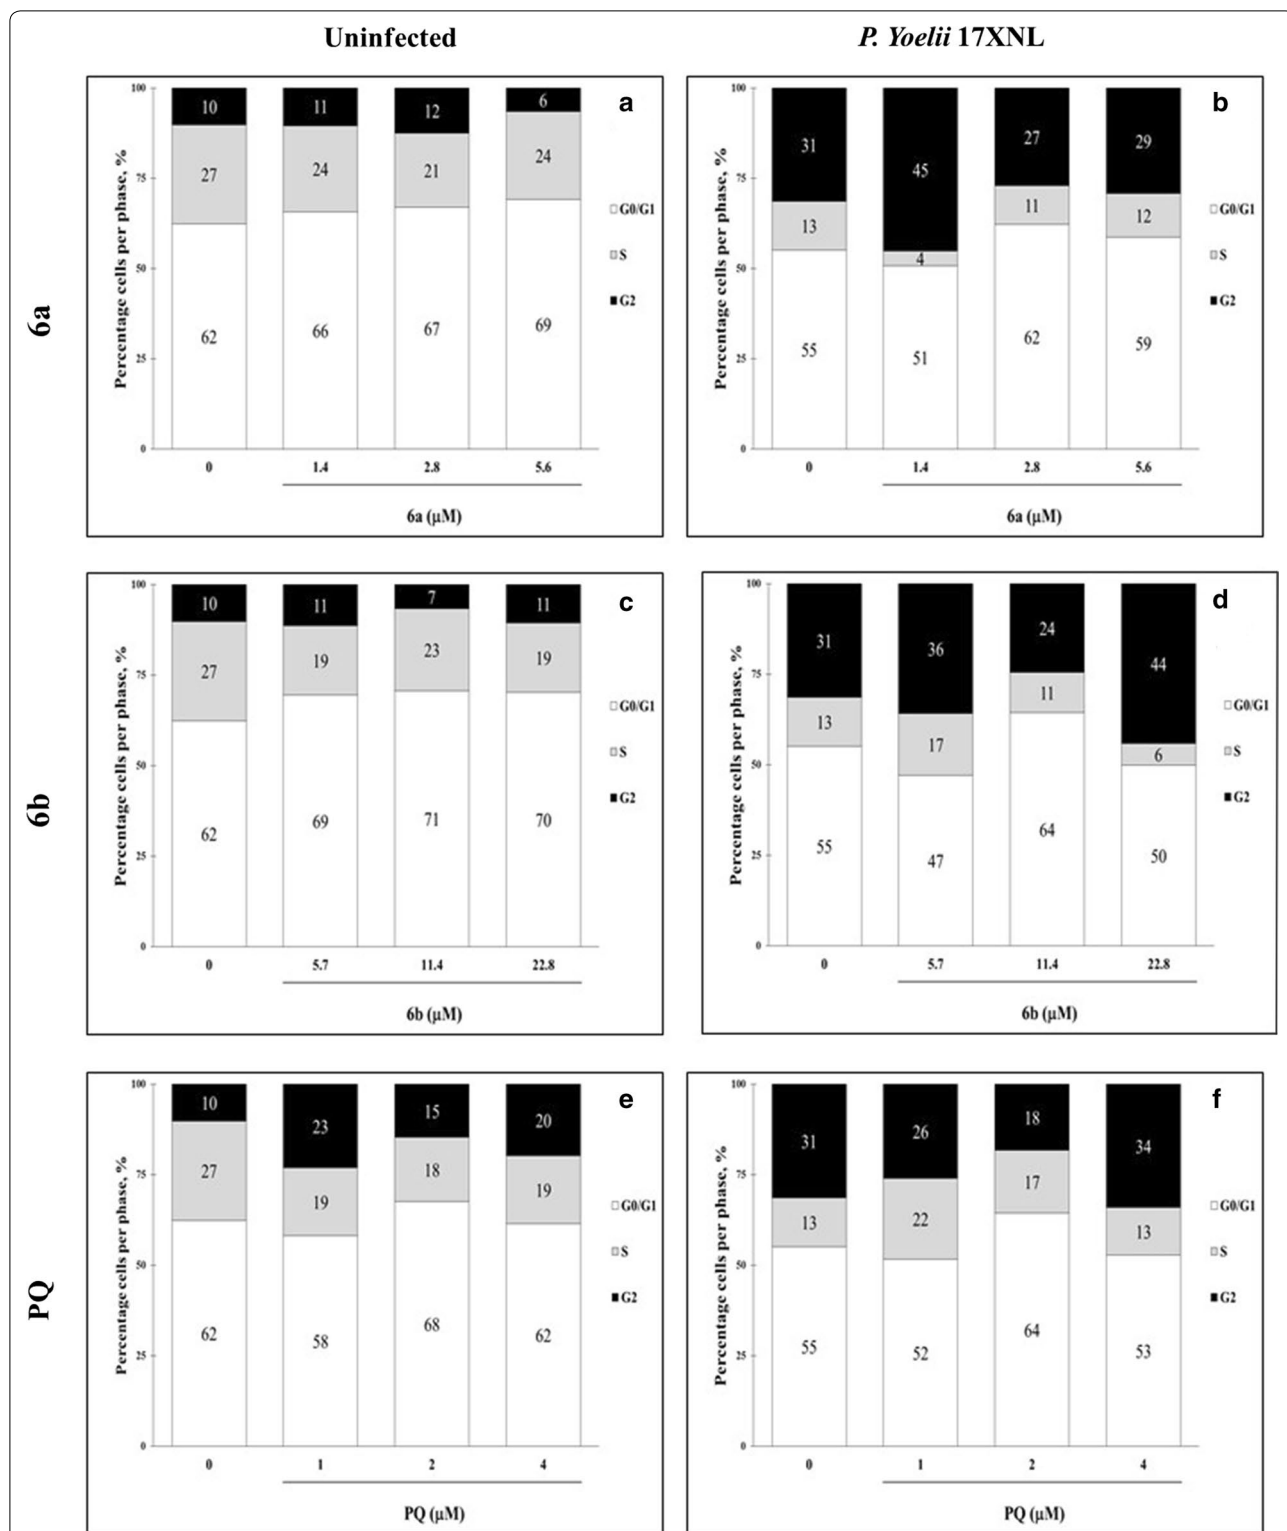 Uninfected
P. Yoelii 17XNL
6a
Percentage cells per phase, %
100
75
50
25
0
10 11 12 6
27 24 21 24
62 66 67 69
a
G0/G1
S
G2
0 1.4 2.8 5.6
6a (µM)
Percentage cells per phase, %
100
75
50
25
0
31 45 27 29
13 4 11 12
55 51 62 59
b
G0/G1
S
G2
0 1.4 2.8 5.6
6a (µM)
6b
Percentage cells per phase, %
100
75
50
25
0
10 11 7 11
27 19 23 19
62 69 71 70
c
G0/G1
S
G2
0 5.7 11.4 22.8
6b (µM)
Percentage cells per phase, %
100
75
50
25
0
31 36 24 44
13 17 11 6
55 47 64 50
d
G0/G1
S
G2
0 5.7 11.4 22.8
6b (µM)
PQ
Percentage cells per phase, %
100
75
50
25
0
10 23 15 20
27 19 18 19
62 58 68 62
e
G0/G1
S
G2
0 1 2 4
PQ (µM)
Percentage cells per phase, %
100
75
50
25
0
31 26 18 34
13 22 17 13
55 52 64 53
f
G0/G1
S
G2
0 1 2 4
PQ (µM)